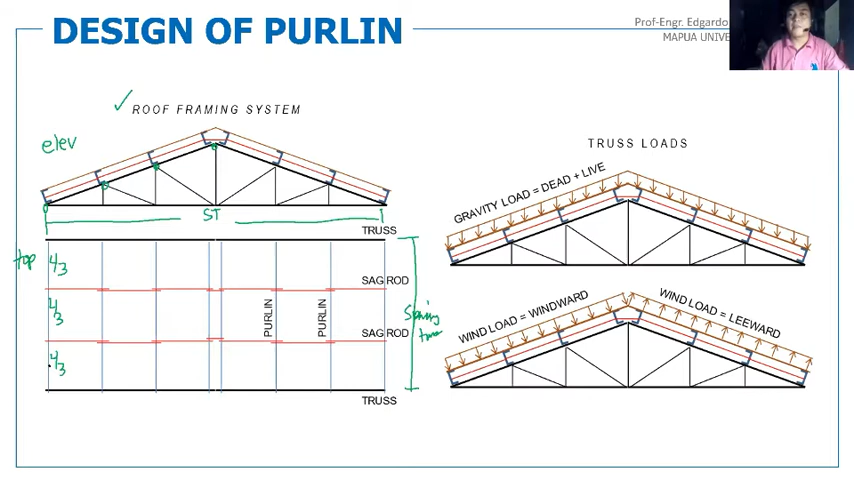 DESIGN OF PURLIN
Prof-Engr. Edgardo
MAPUA UNIVE
ROOF FRAMING SYSTEM
elev
ST
TRUSS
top
L/3
SAG ROD
L/3
PURLIN
PURLIN
SAG ROD
L/3
TRUSS
Spacing
truss
TRUSS LOADS
GRAVITY LOAD = DEAD + LIVE
WIND LOAD = WINDWARD
WIND LOAD = LEEWARD